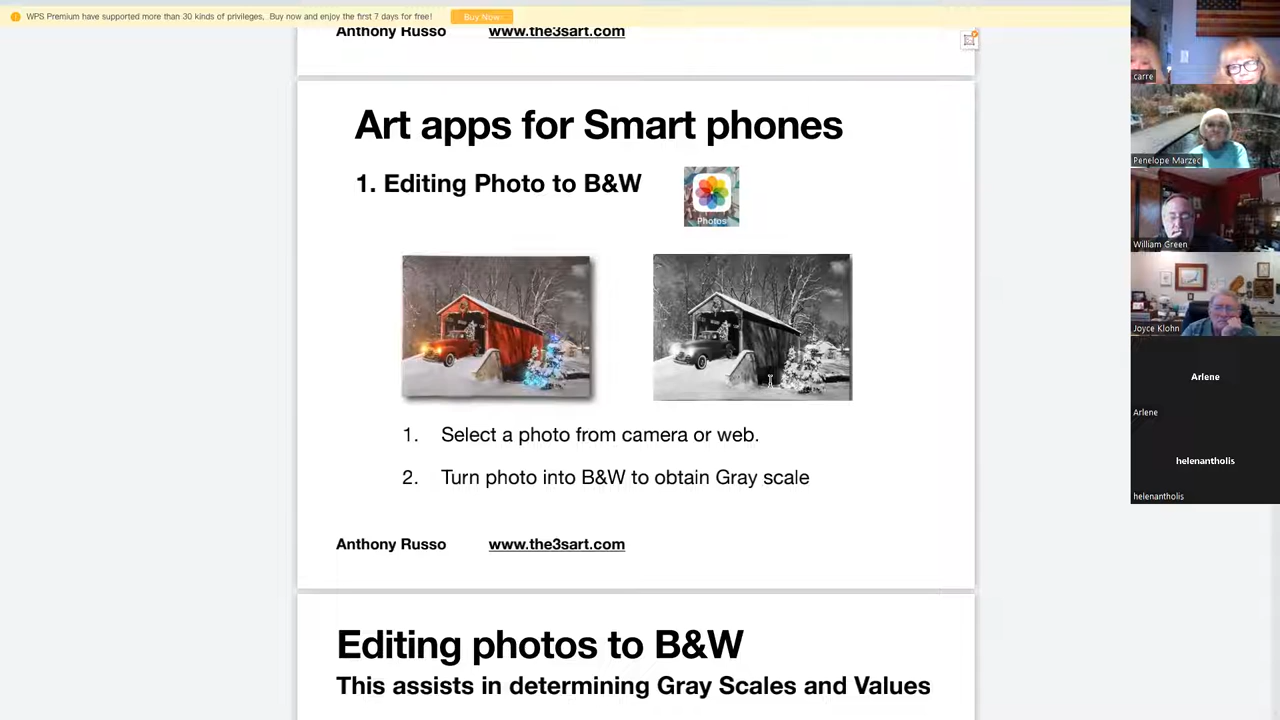 WPS Premium have supported more than 30 kinds of privileges, Buy now and enjoy the first 7 days for free!
Buy Now
Anthony Russo www.the3sart.com
Art apps for Smart phones
1. Editing Photo to B&W
Photos
1. Select a photo from camera or web.
2. Turn photo into B&W to obtain Gray scale
Anthony Russo www.the3sart.com
Editing photos to B&W
This assists in determining Gray Scales and Values
carre
Penelope Marzec
William Green
Joyce Klohn
Arlene
Arlene
helenantholis
helenantholis